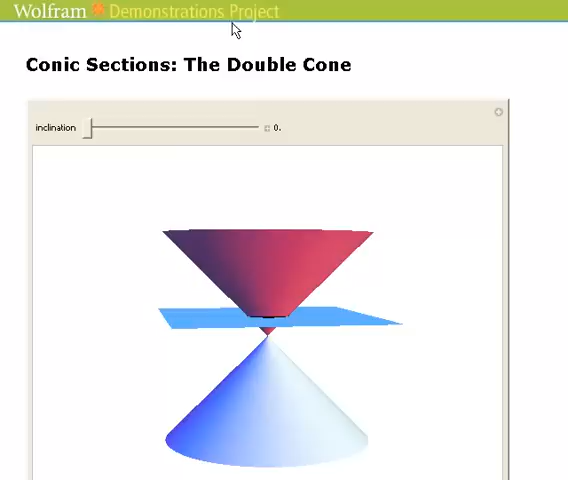 Wolfram Demonstrations Project
Conic Sections: The Double Cone
inclination 0.